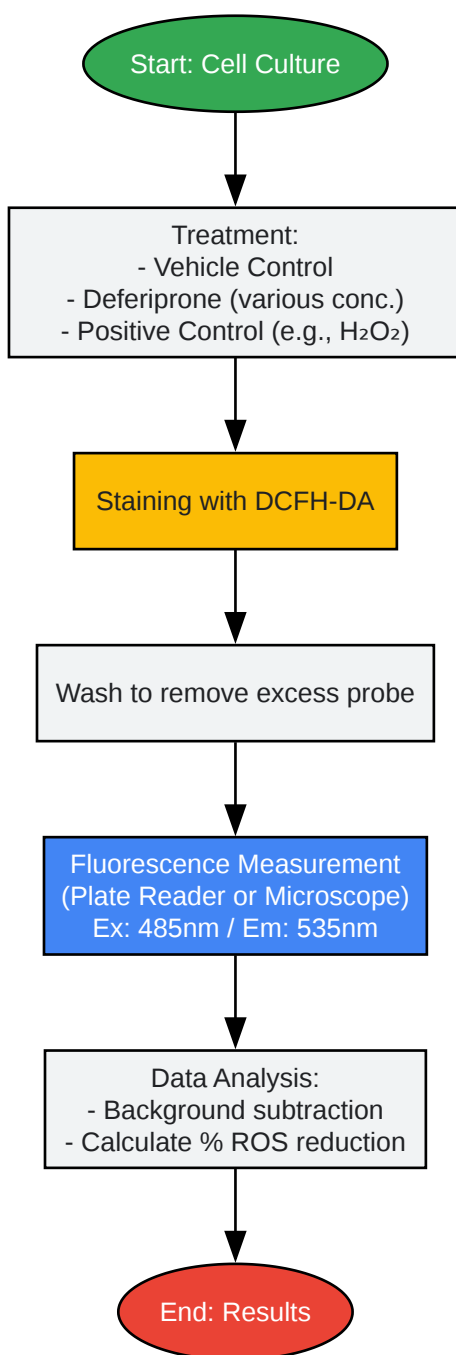 Start: Cell Culture
Treatment:
- Vehicle Control
- Deferiprone (various conc.)
- Positive Control (e.g., H₂O₂)
Staining with DCFH-DA
Wash to remove excess probe
Fluorescence Measurement
(Plate Reader or Microscope)
Ex: 485nm / Em: 535nm
Data Analysis:
- Background subtraction
- Calculate % ROS reduction
End: Results